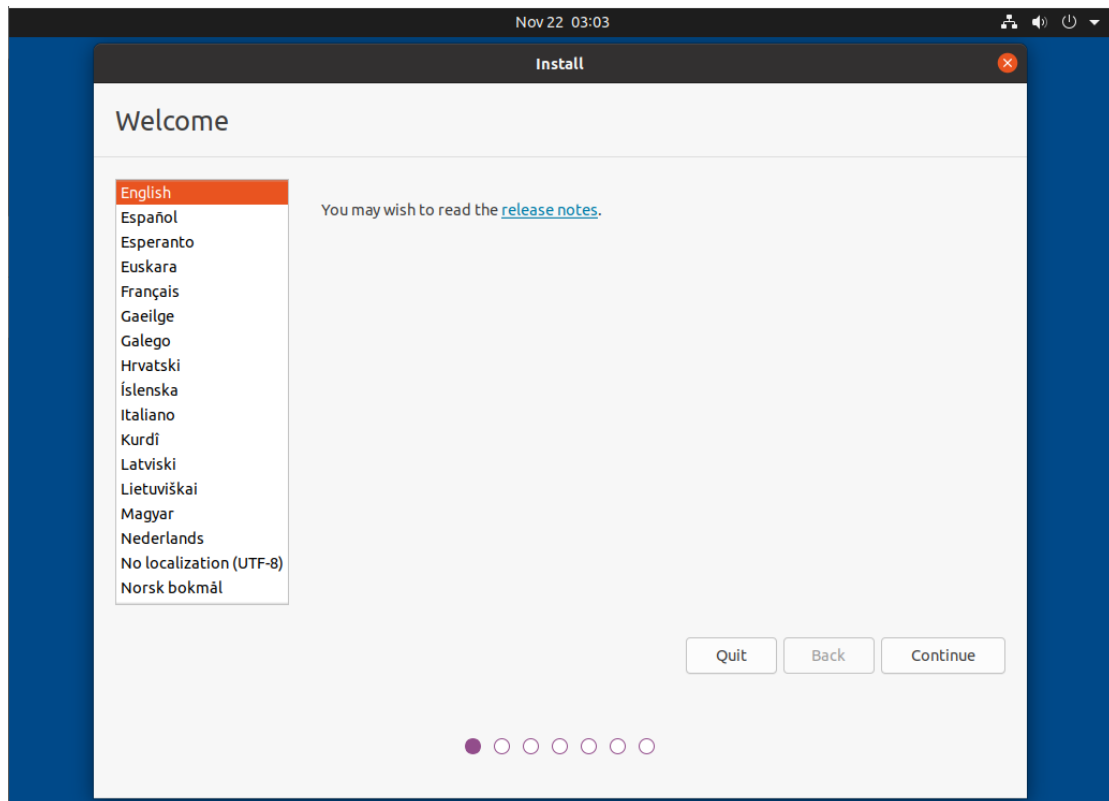 Nov 22 03:03
Install
Welcome
English
Español
Esperanto
Euskara
Français
Gaeilge
Galego
Hrvatski
Íslenska
Italiano
Kurdî
Latviski
Lietuviškai
Magyar
Nederlands
No localization (UTF-8)
Norsk bokmål
You may wish to read the release notes.
Quit
Back
Continue